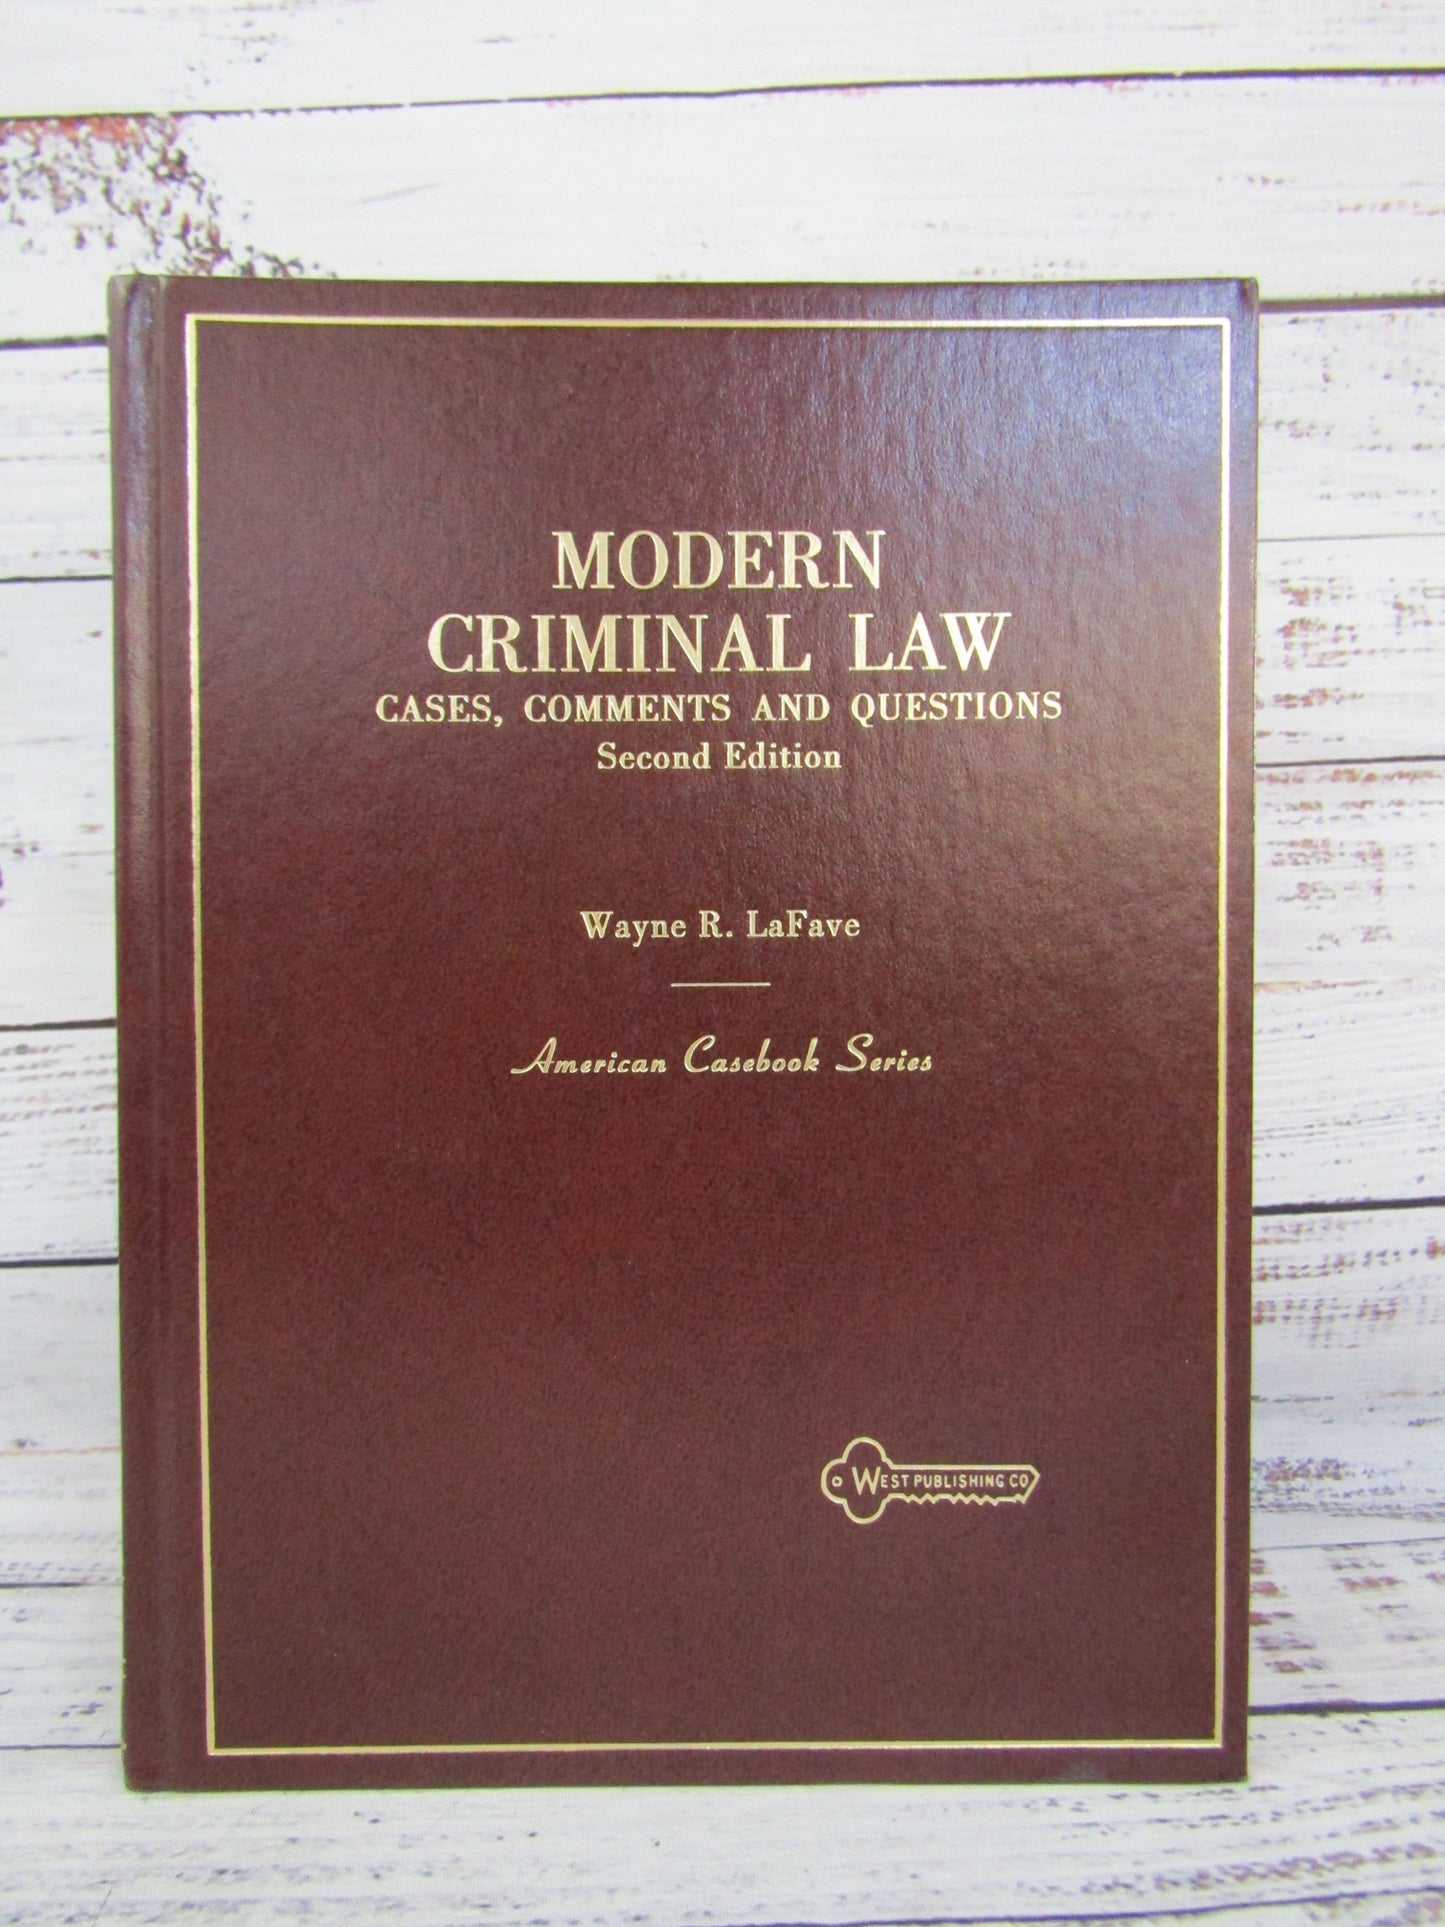 MODERN
CRIMINAL LAW
CASES, COMMENTS AND QUESTIONS
Second Edition
Wayne R. LaFave
American Casebook Series
WEST PUBLISHING CO